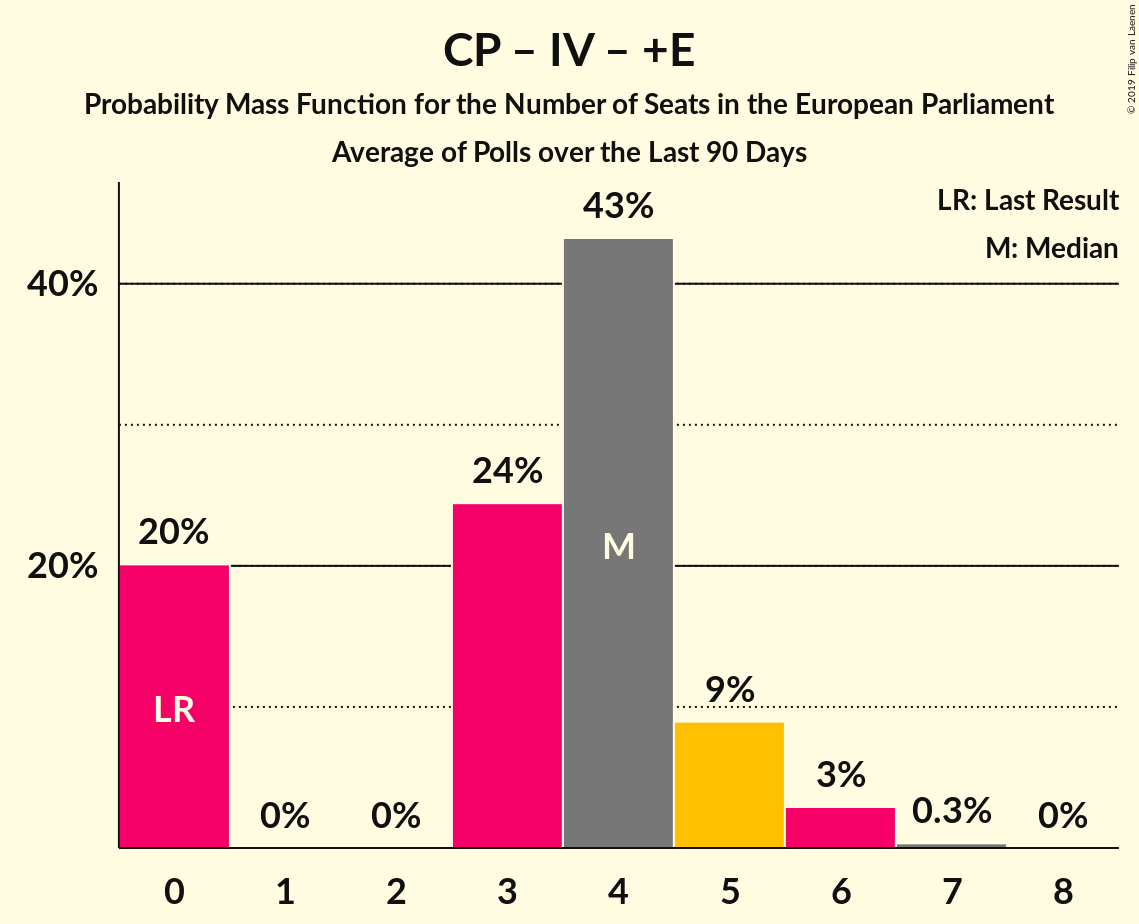 CP – IV – +E
Probability Mass Function for the Number of Seats in the European Parliament
Average of Polls over the Last 90 Days
© 2019 Filip van Laenen
LR: Last Result
M: Median
43%
40%
24%
20%
20%
M
LR
9%
3%
0%
0%
0.3%
0%
0 1 2 3 4 5 6 7 8